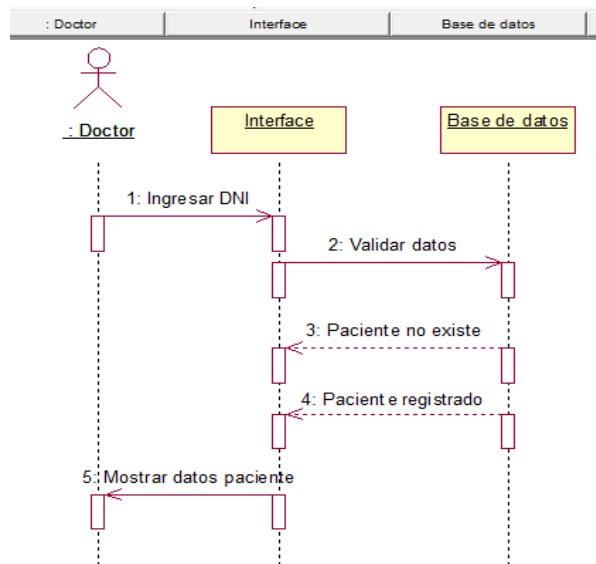 : Doctor
Interface
Base de datos
: Doctor
Interface
Base de datos
1: Ingresar DNI
2: Validar datos
3: Paciente no existe
4: Paciente registrado
5: Mostrar datos paciente